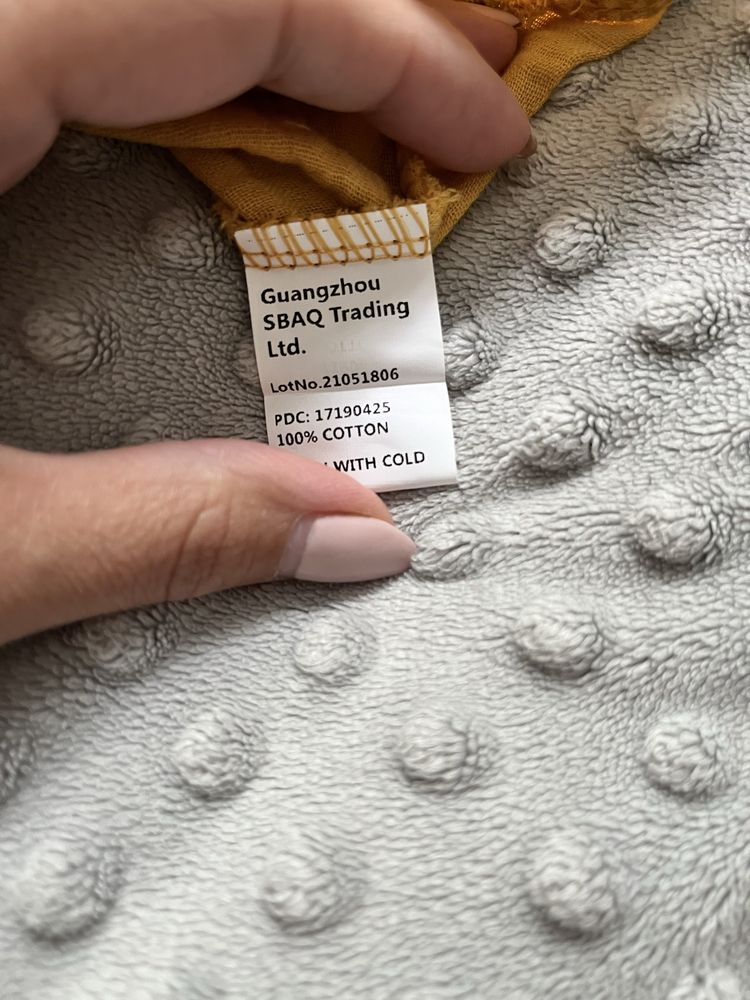 Guangzhou
SBAQ Trading
Ltd.
LotNo.21051806
PDC: 17190425
100% COTTON
WITH COLD